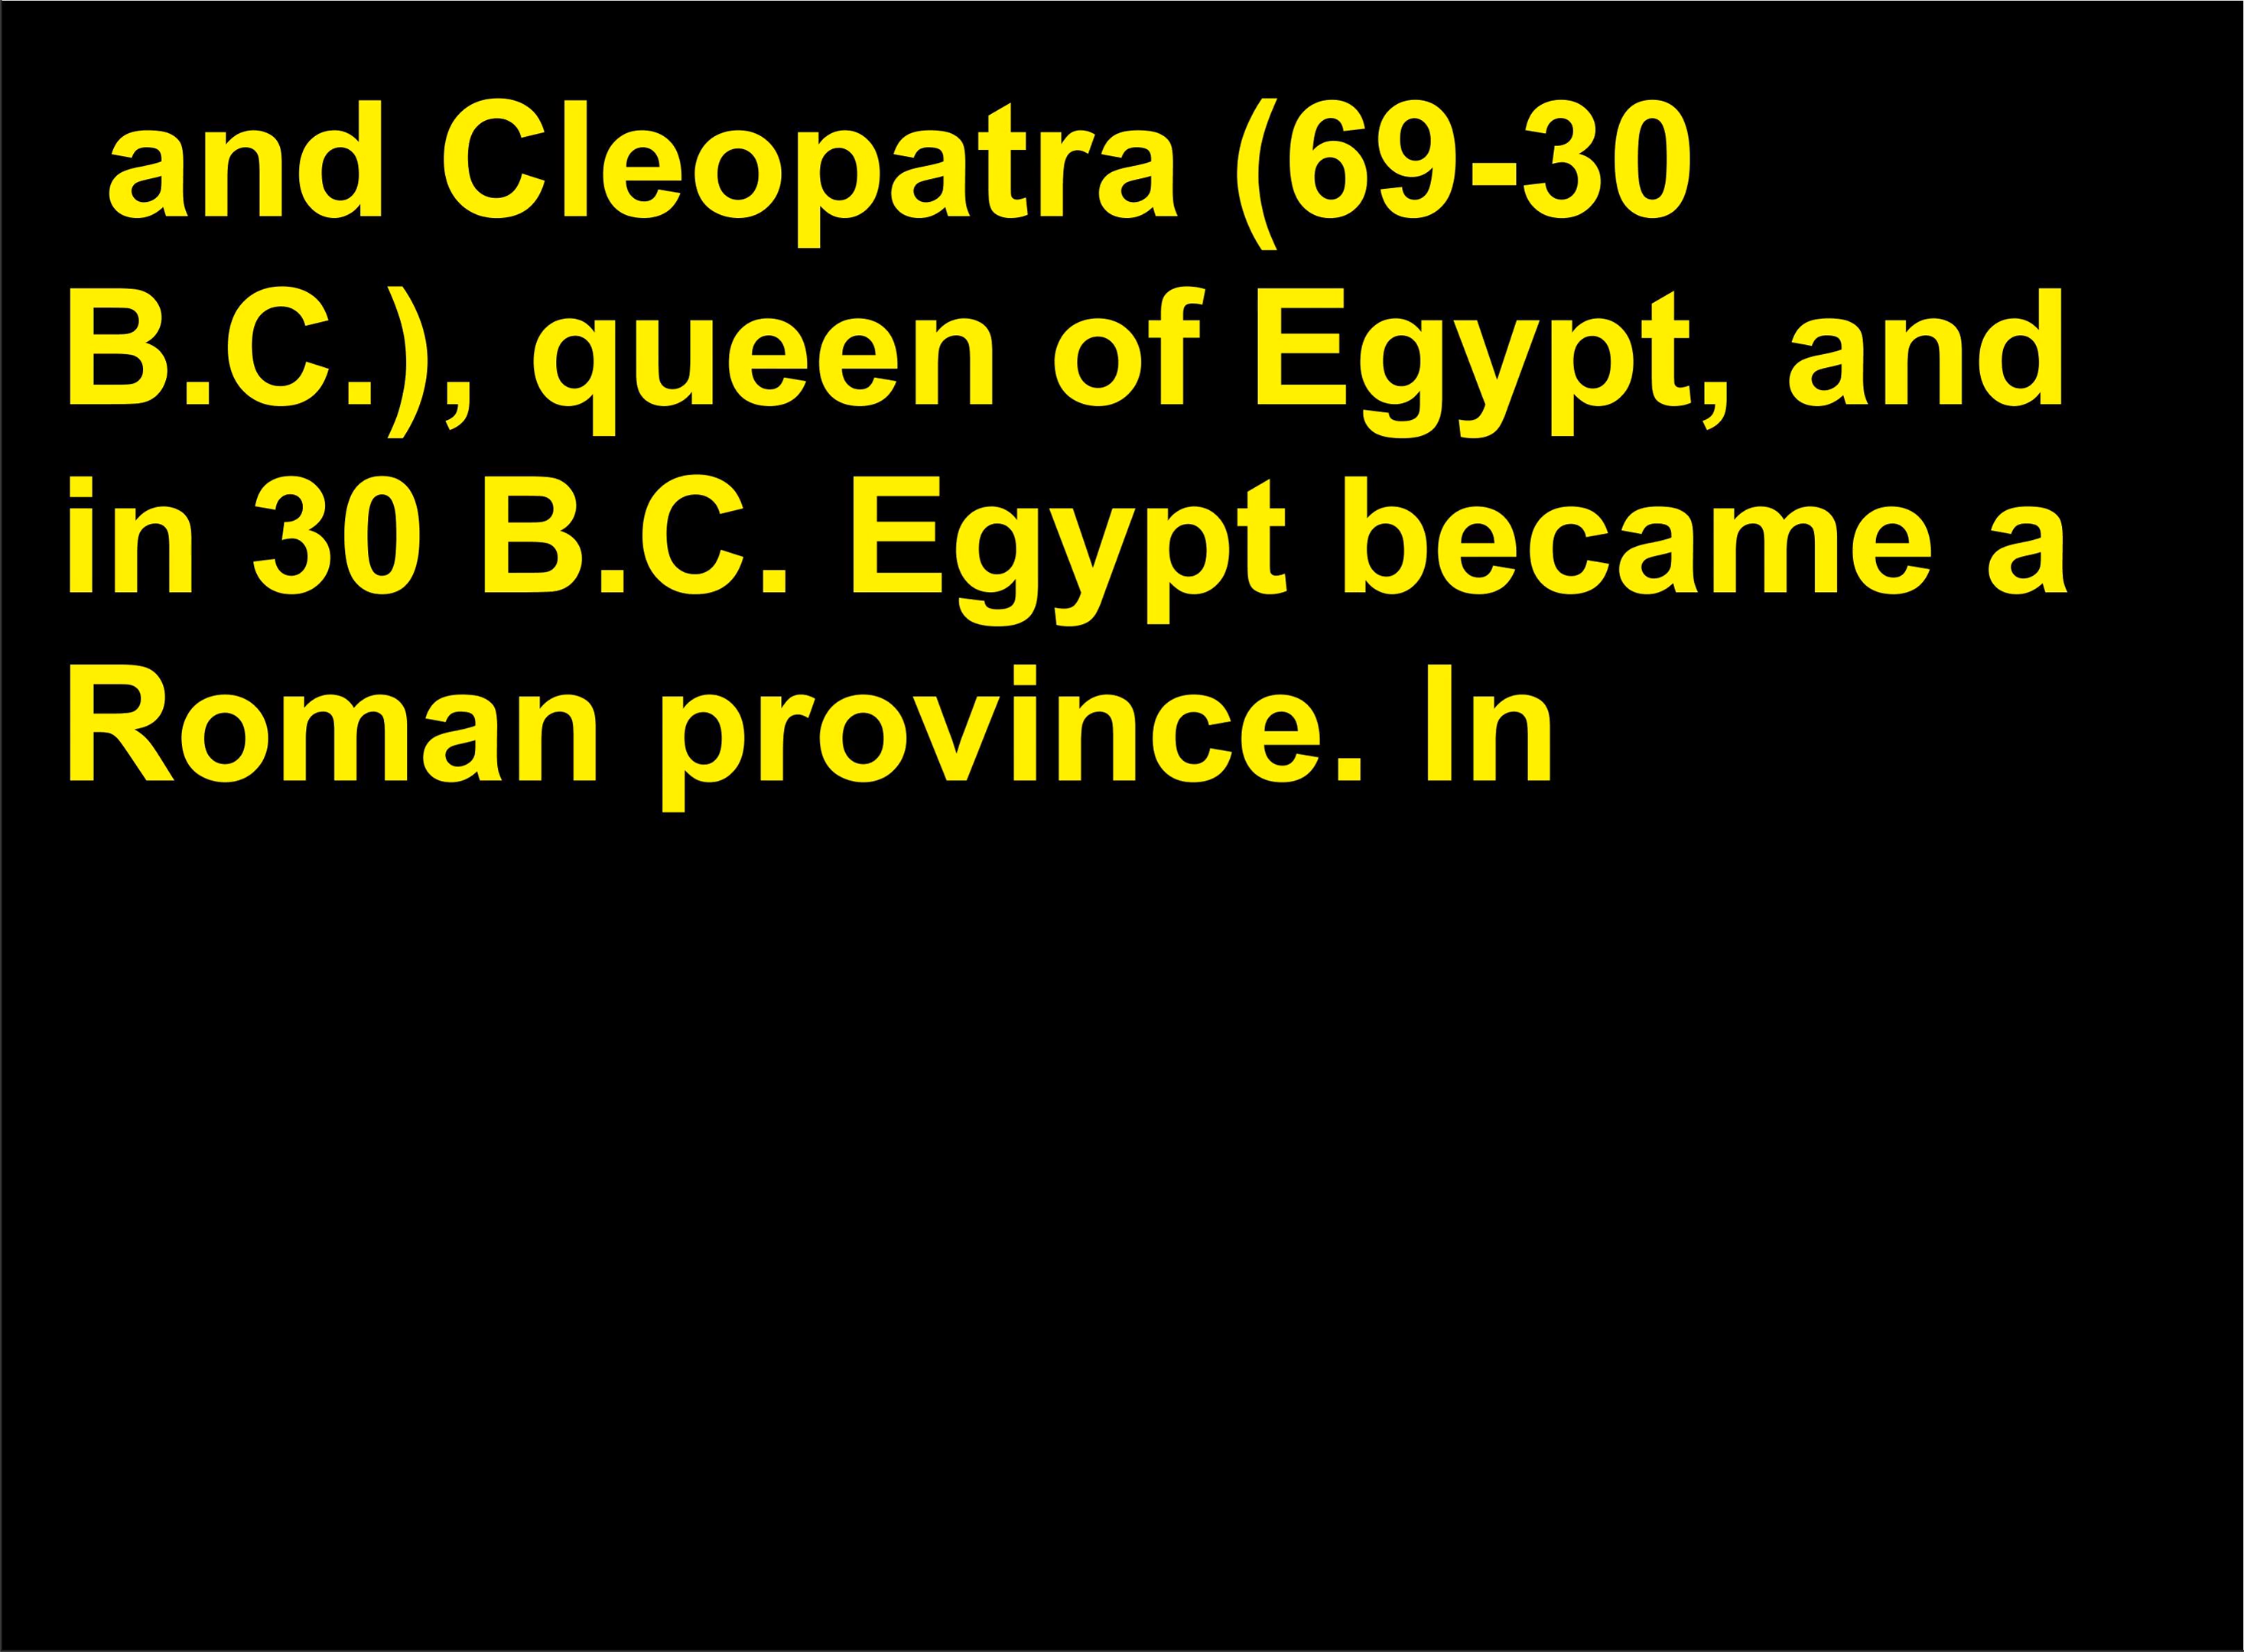 and Cleopatra (69-30
B.C.), queen of Egypt, and
in 30 B.C. Egypt became a
Roman province. In